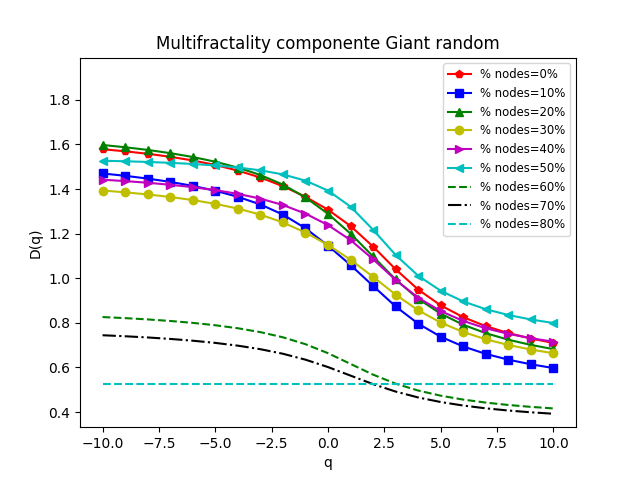 Multifractality componente Giant random
% nodes=0%
% nodes=10%
% nodes=20%
% nodes=30%
% nodes=40%
% nodes=50%
% nodes=60%
% nodes=70%
% nodes=80%
D(q)
1.8
1.6
1.4
1.2
1.0
0.8
0.6
0.4
−10.0 −7.5 −5.0 −2.5 0.0 2.5 5.0 7.5 10.0
q